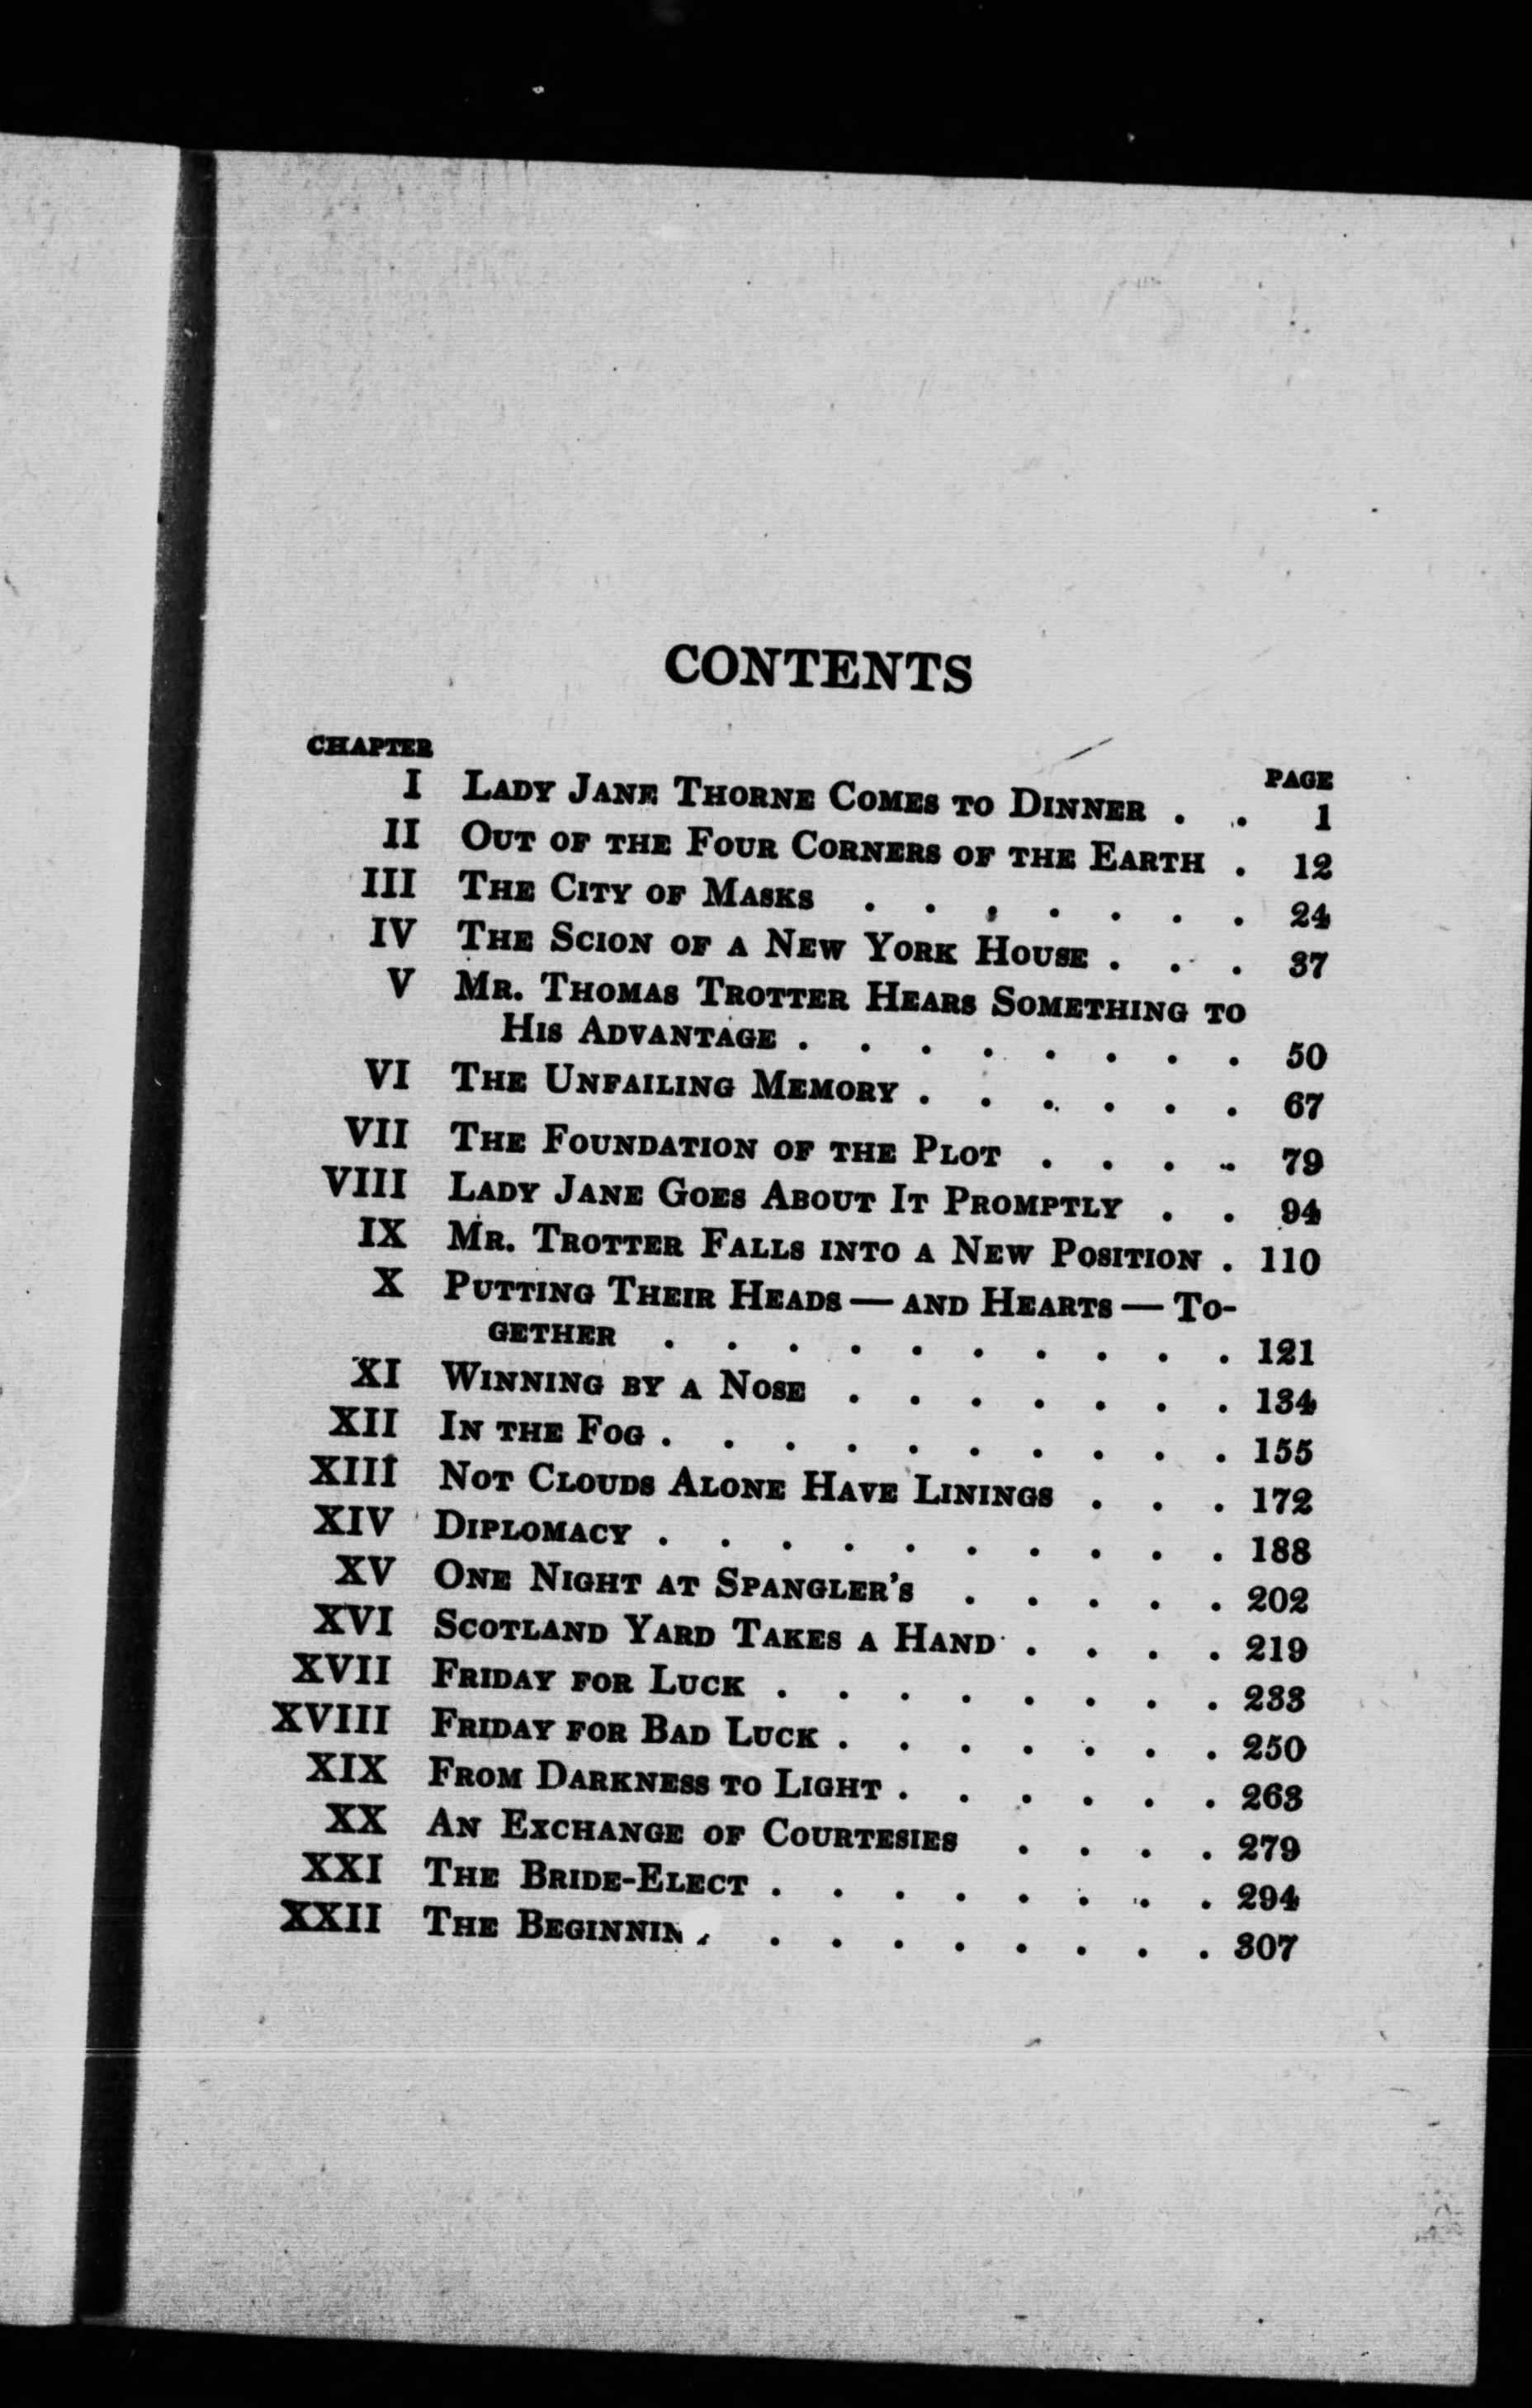 CONTENTS
CHAPTER PAGE
I LADY JANE THORNE COMES TO DINNER . . 1
II OUT OF THE FOUR CORNERS OF THE EARTH . 12
III THE CITY OF MASKS . . . . . . . 24
IV THE SCION OF A NEW YORK HOUSE . . . 37
V MR. THOMAS TROTTER HEARS SOMETHING TO
HIS ADVANTAGE . . . . . . . . 50
VI THE UNFAILING MEMORY . . . . . . 67
VII THE FOUNDATION OF THE PLOT . . . . 79
VIII LADY JANE GOES ABOUT IT PROMPTLY . . 94
IX MR. TROTTER FALLS INTO A NEW POSITION . 110
X PUTTING THEIR HEADS — AND HEARTS — TO-
GETHER . . . . . . . . . . 121
XI WINNING BY A NOSE . . . . . . . 134
XII IN THE FOG . . . . . . . . . . 155
XIII NOT CLOUDS ALONE HAVE LININGS . . . 172
XIV DIPLOMACY . . . . . . . . . . 188
XV ONE NIGHT AT SPANGLER'S . . . . . 202
XVI SCOTLAND YARD TAKES A HAND . . . . 219
XVII FRIDAY FOR LUCK . . . . . . . . 233
XVIII FRIDAY FOR BAD LUCK . . . . . . . 250
XIX FROM DARKNESS TO LIGHT . . . . . . 263
XX AN EXCHANGE OF COURTESIES . . . . 279
XXI THE BRIDE-ELECT . . . . . . . . 294
XXII THE BEGINNIN . . . . . . . . 307